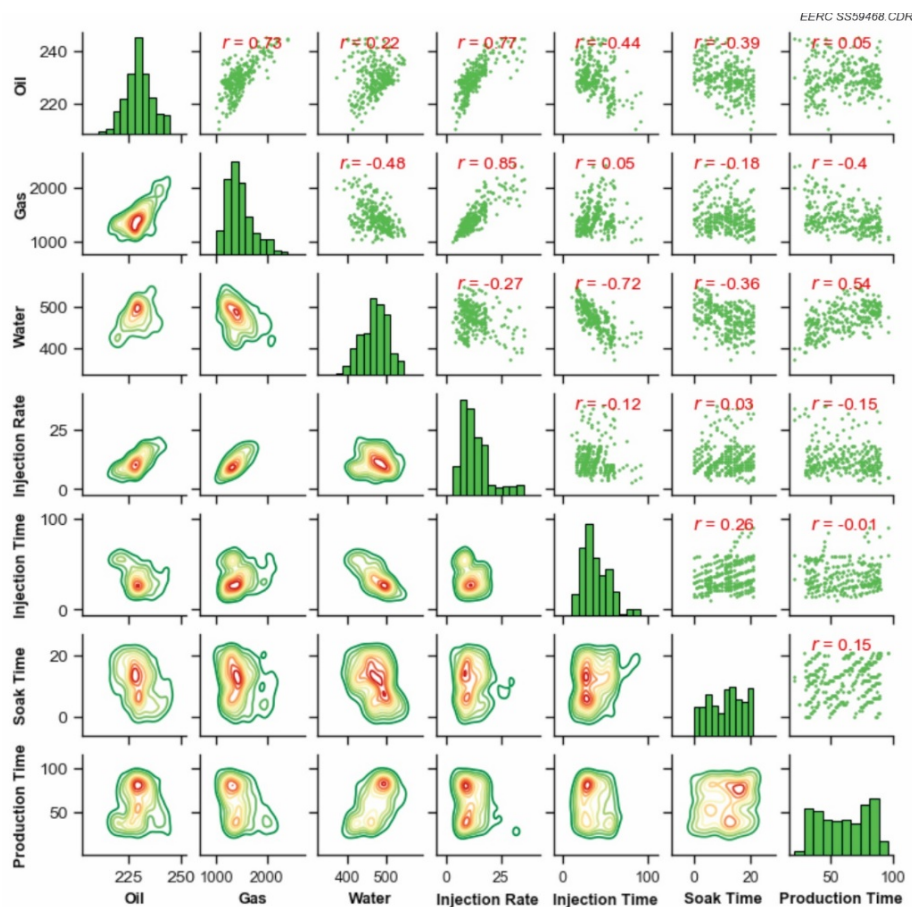 EERC SS59468.CDR
Oil
240
220
r = 0.73
r = 0.22
r = 0.77
r = -0.44
r = -0.39
r = 0.05
Gas
2000
1000
r = -0.48
r = 0.85
r = 0.05
r = -0.18
r = -0.4
Water
500
400
r = -0.27
r = -0.72
r = -0.36
r = 0.54
Injection Rate
25
0
r = -0.12
r = 0.03
r = -0.15
Injection Time
100
0
r = 0.26
r = -0.01
Soak Time
20
0
r = 0.15
Production Time
100
50
225 250 1000 2000 400 500 0 25 0 100 0 20 50 100
Oil Gas Water Injection Rate Injection Time Soak Time Production Time